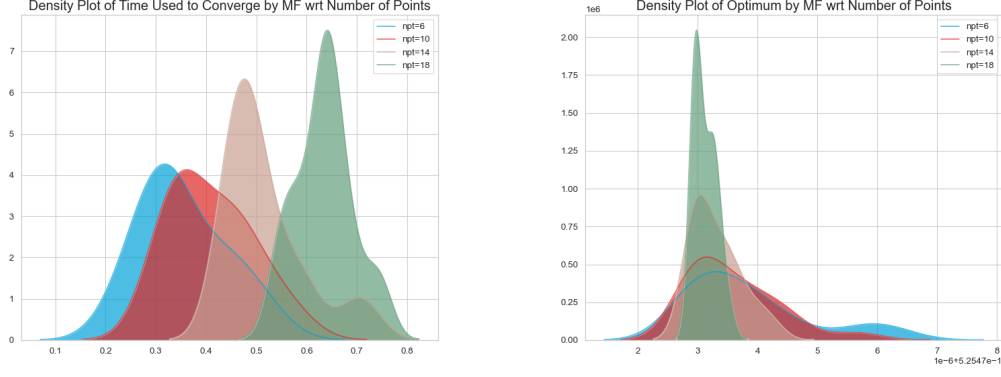 Density Plot of Time Used to Converge by MF wrt Number of Points
npt=6
npt=10
npt=14
npt=18
7
6
5
4
3
2
1
0
0.1 0.2 0.3 0.4 0.5 0.6 0.7 0.8
Density Plot of Optimum by MF wrt Number of Points
1e6
npt=6
npt=10
npt=14
npt=18
2.00
1.75
1.50
1.25
1.00
0.75
0.50
0.25
0.00
2 3 4 5 6 7 8
1e-6+5.2547e-1